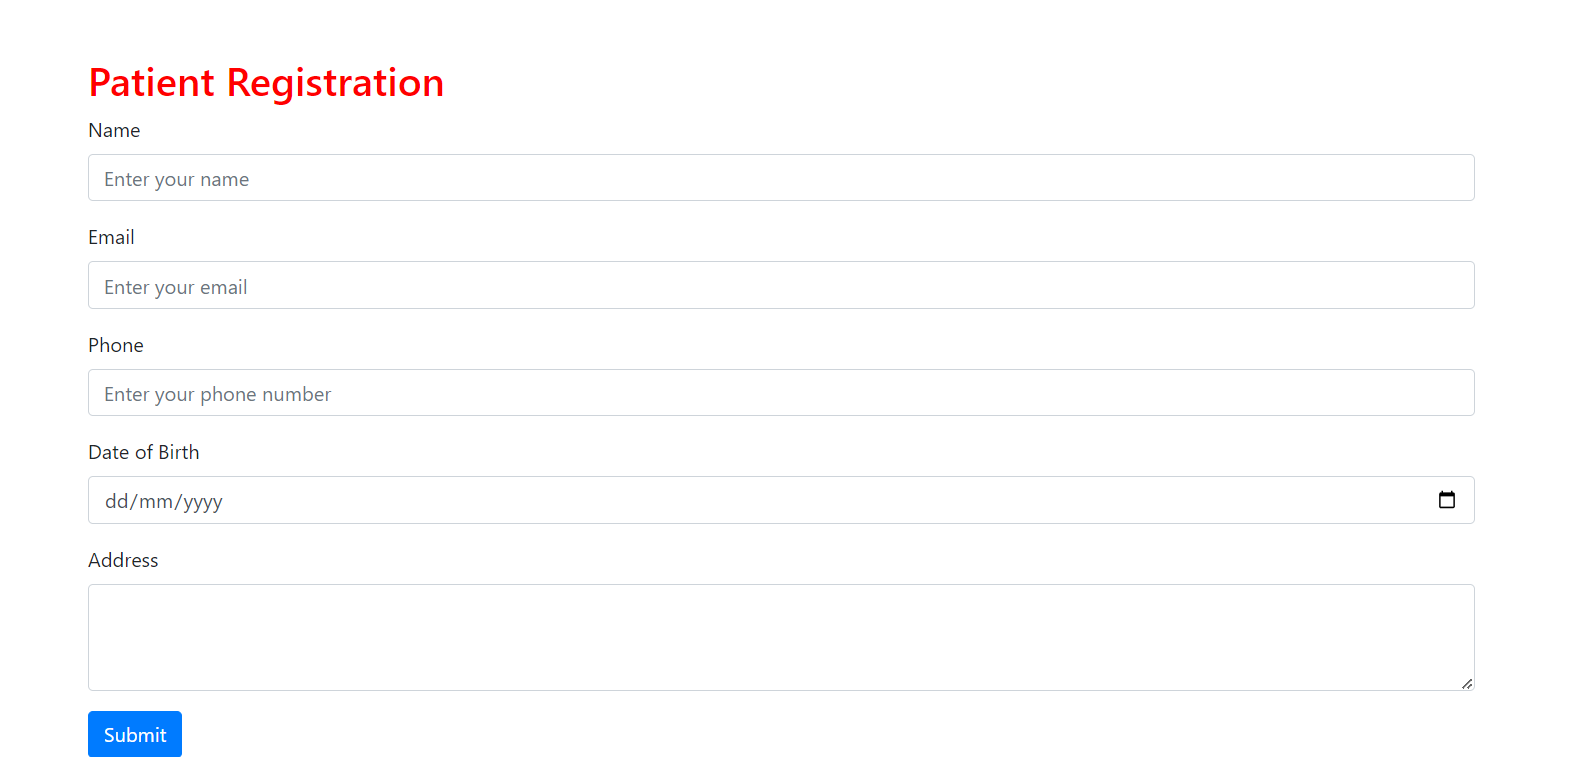 Patient Registration
Name
Enter your name
Email
Enter your email
Phone
Enter your phone number
Date of Birth
dd/mm/yyyy
Address
Submit